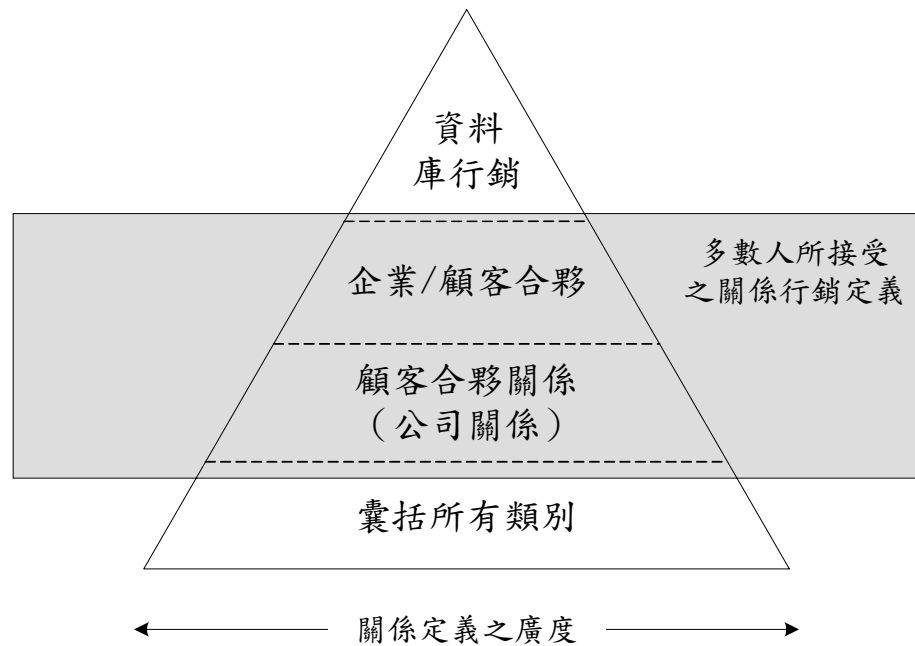 資料
庫行銷
企業/顧客合夥
多數人所接受
之關係行銷定義
顧客合夥關係
（公司關係）
囊括所有類別
關係定義之廣度